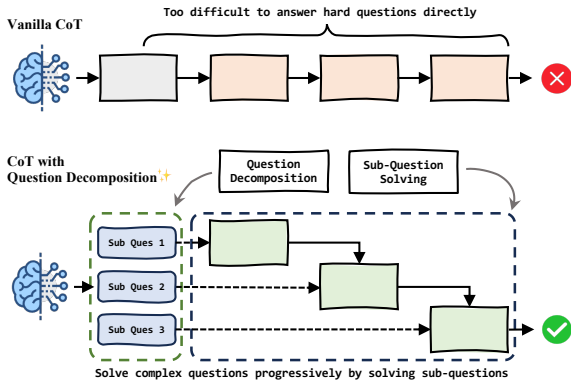 Too difficult to answer hard questions directly
Vanilla CoT
CoT with
Question Decomposition✨
Question
Decomposition
Sub-Question
Solving
Sub Ques 1
Sub Ques 2
Sub Ques 3
Solve complex questions progressively by solving sub-questions